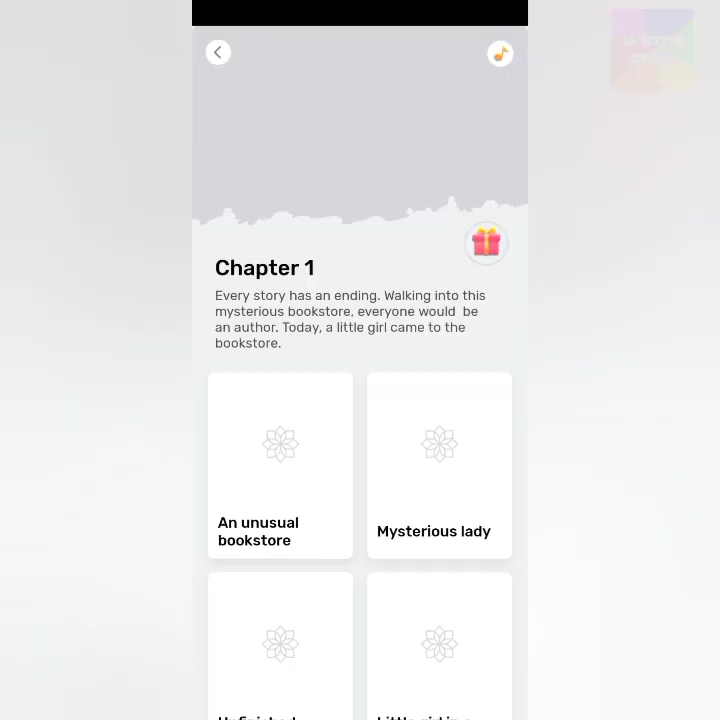 Chapter 1
Every story has an ending. Walking into this
mysterious bookstore, everyone would be
an author. Today, a little girl came to the
bookstore.
An unusual
bookstore
Mysterious lady